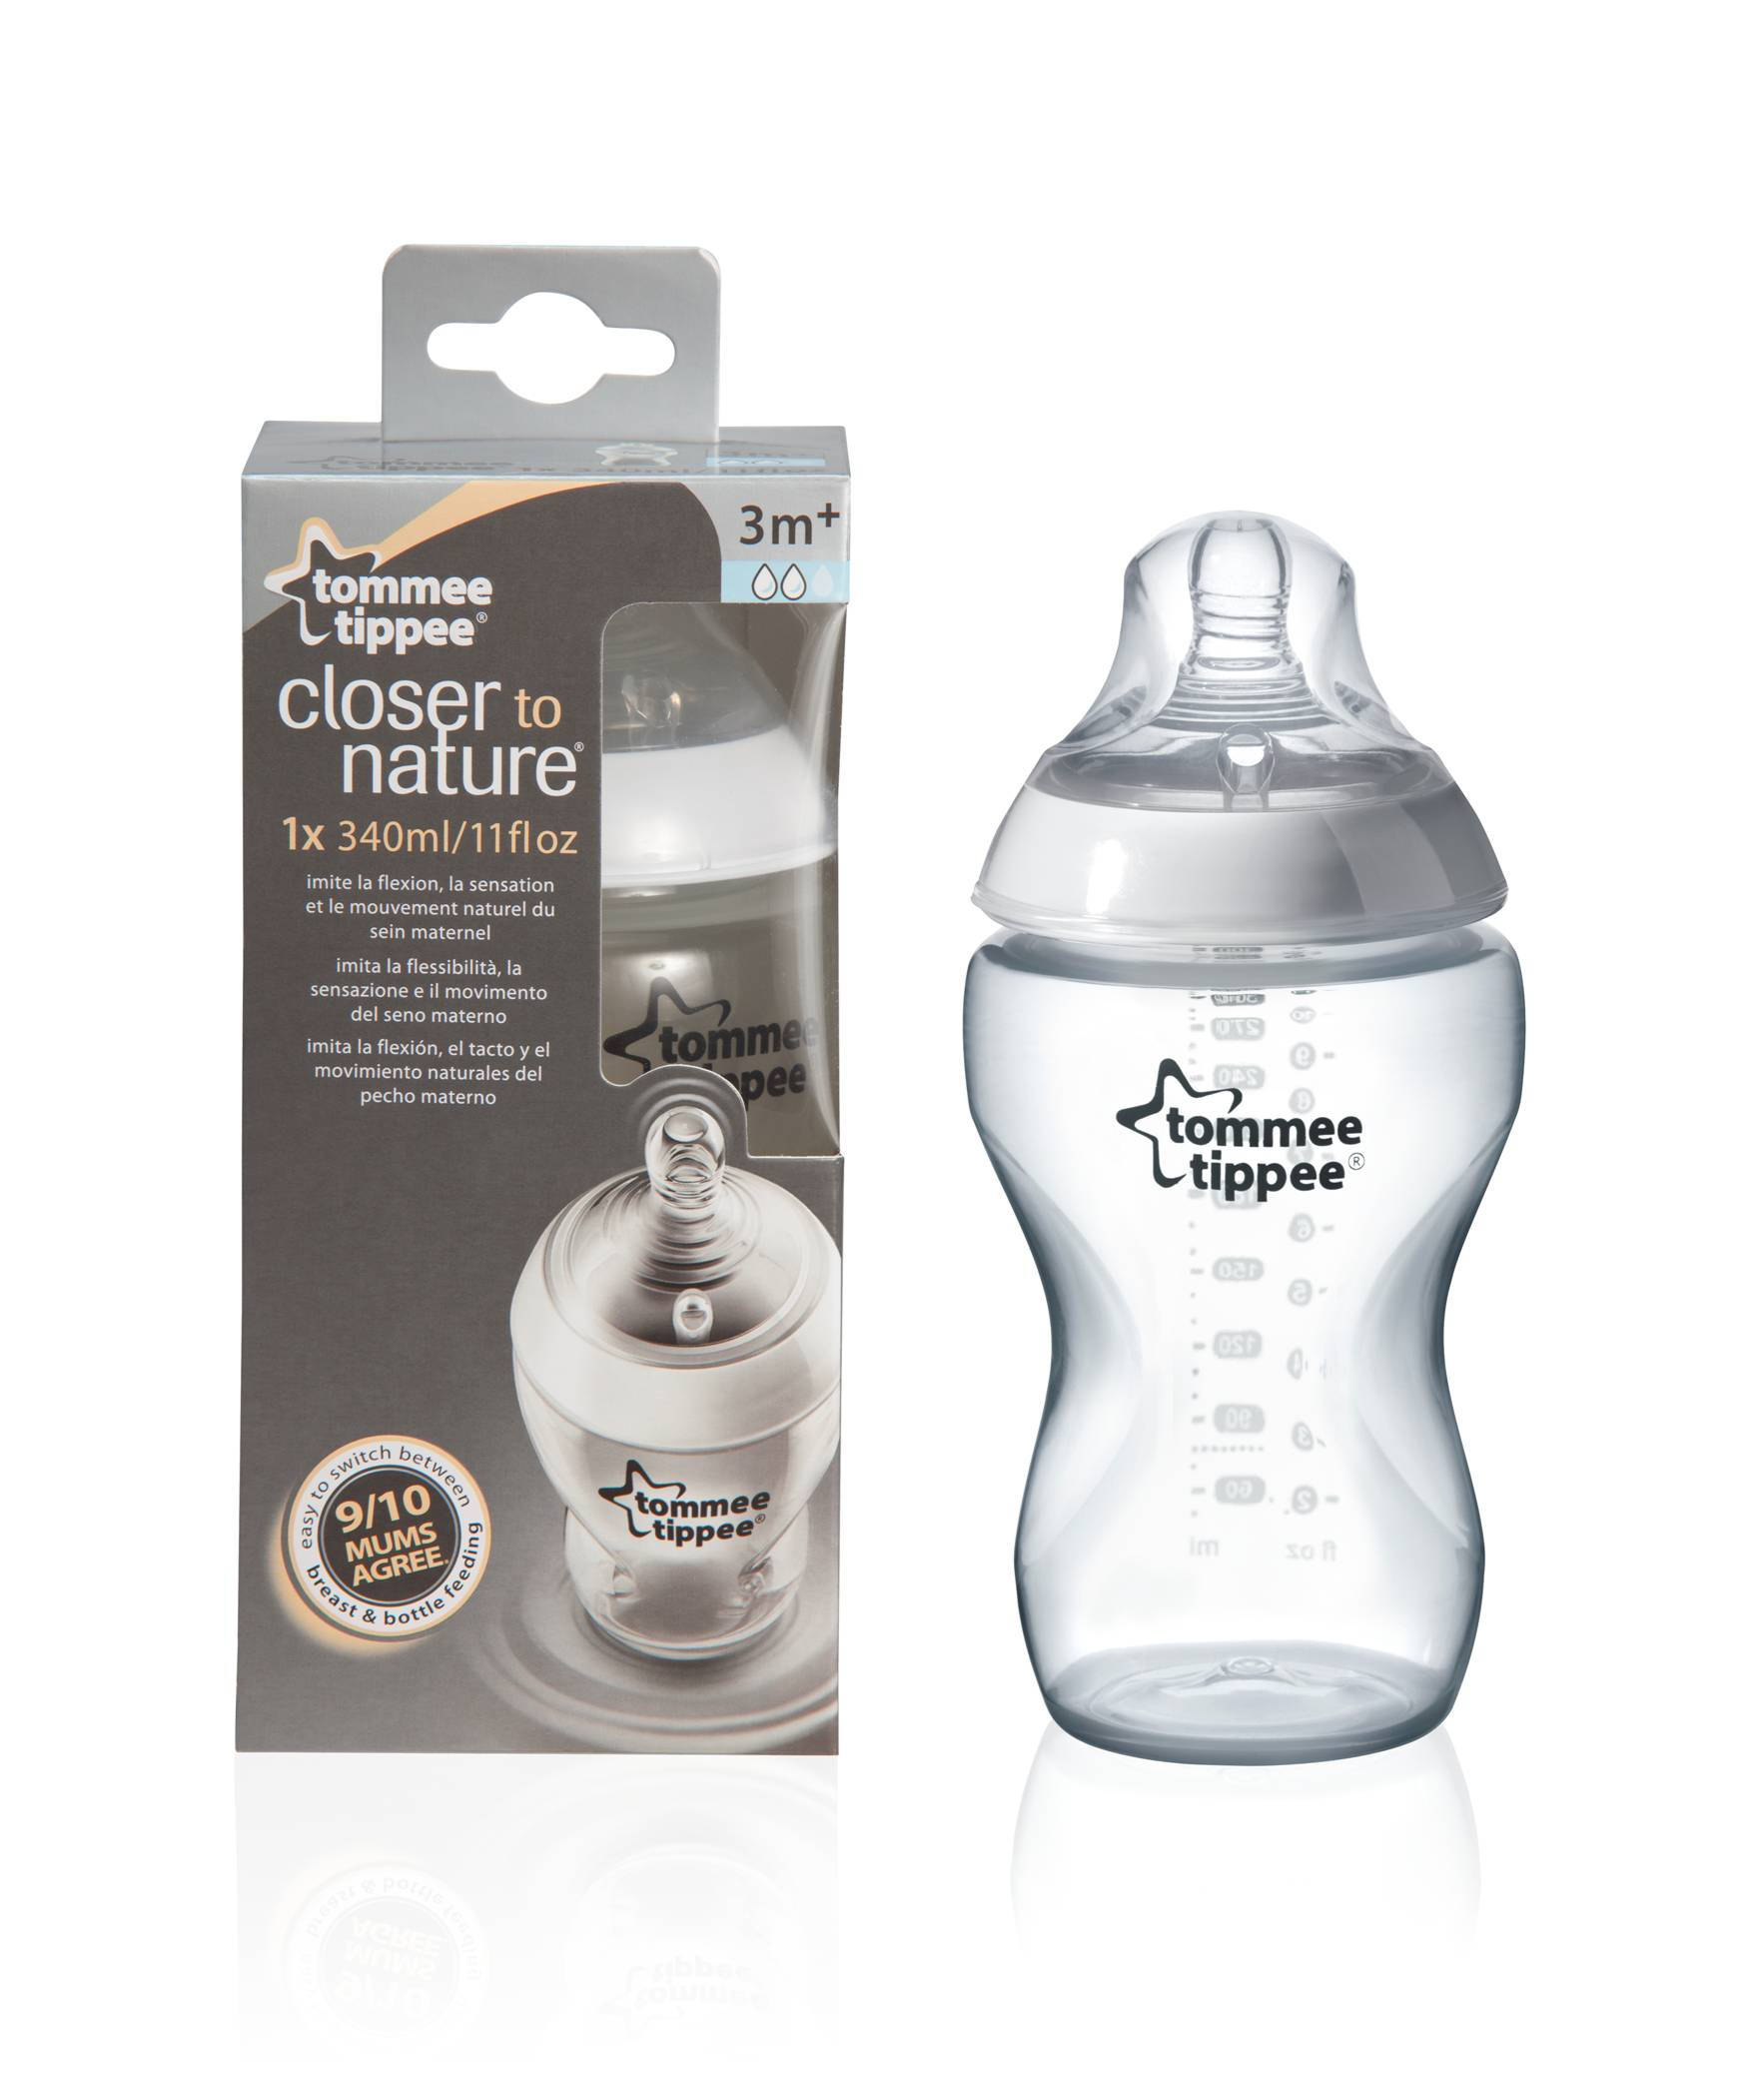 3m+
tommee
tippee®
closer to
nature®
1x 340ml/11fl oz
imite la flexion, la sensation
et le mouvement naturel du
sein maternel
imita la flessibilità, la
sensazione e il movimento
del seno materno
imita la flexión, el tacto y el
movimiento naturales del
pecho materno
tommee
tippee
tommee
tippee®
easy to switch between
9/10
MUMS
AGREE.
breast & bottle feeding
tommee
tippee®
270
9
240
8
6
150
5
120
4
90
3
60
2
ml
fl oz